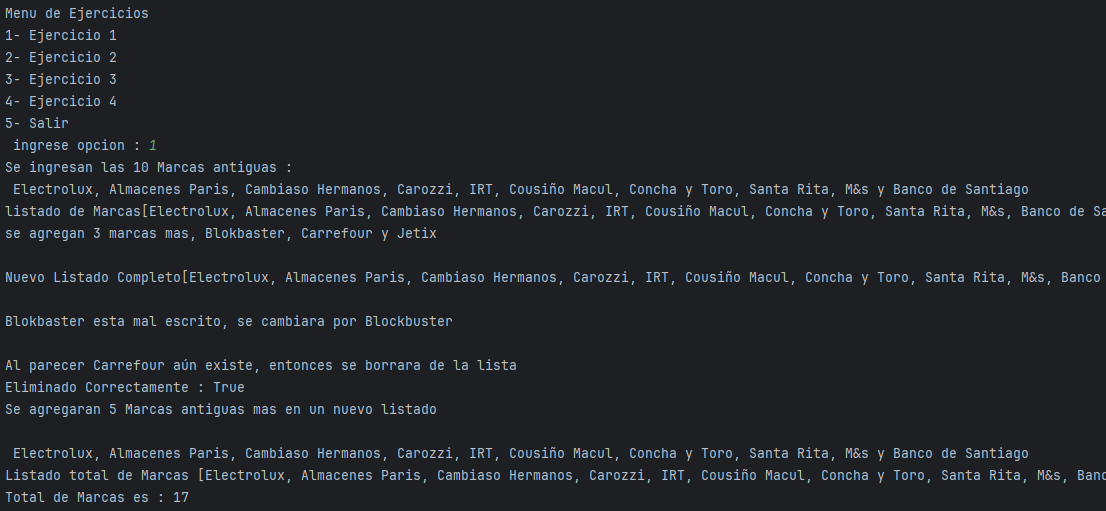 Menu de Ejercicios
1- Ejercicio 1
2- Ejercicio 2
3- Ejercicio 3
4- Ejercicio 4
5- Salir
ingrese opcion : 1
Se ingresan las 10 Marcas antiguas :
Electrolux, Almacenes Paris, Cambiaso Hermanos, Carozzi, IRT, Cousiño Macul, Concha y Toro, Santa Rita, M&s y Banco de Santiago
listado de Marcas[Electrolux, Almacenes Paris, Cambiaso Hermanos, Carozzi, IRT, Cousiño Macul, Concha y Toro, Santa Rita, M&s, Banco de Sa
se agregan 3 marcas mas, Blokbaster, Carrefour y Jetix
Nuevo Listado Completo[Electrolux, Almacenes Paris, Cambiaso Hermanos, Carozzi, IRT, Cousiño Macul, Concha y Toro, Santa Rita, M&s, Banco
Blokbaster esta mal escrito, se cambiara por Blockbuster
Al parecer Carrefour aún existe, entonces se borrara de la lista
Eliminado Correctamente : True
Se agregaran 5 Marcas antiguas mas en un nuevo listado
Electrolux, Almacenes Paris, Cambiaso Hermanos, Carozzi, IRT, Cousiño Macul, Concha y Toro, Santa Rita, M&s y Banco de Santiago
Listado total de Marcas [Electrolux, Almacenes Paris, Cambiaso Hermanos, Carozzi, IRT, Cousiño Macul, Concha y Toro, Santa Rita, M&s, Banc
Total de Marcas es : 17